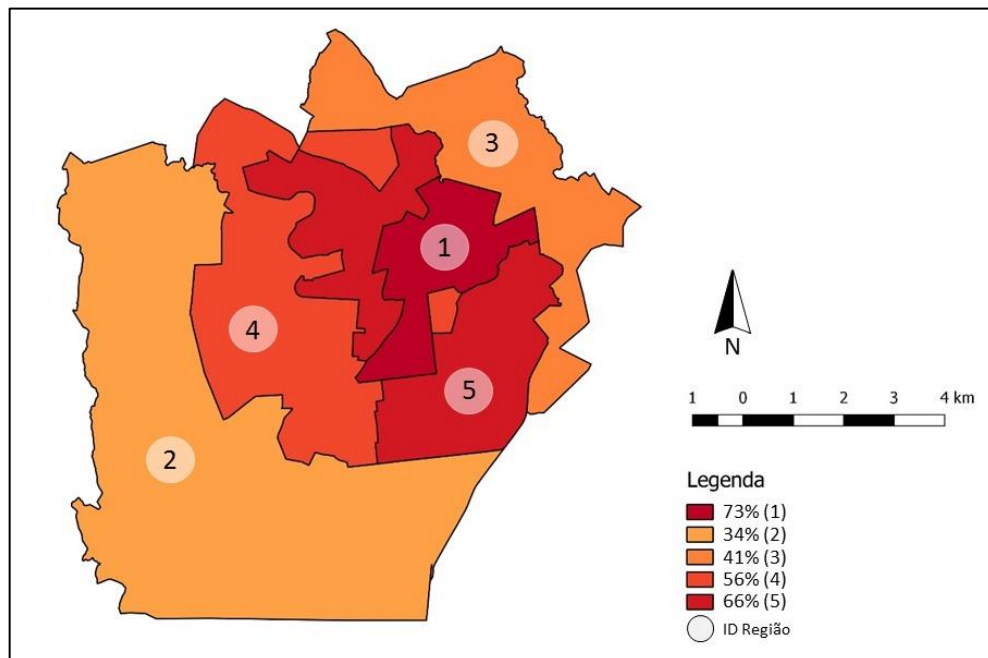 3
1
4
5
2
N
1 0 1 2 3 4 km
Legenda
73% (1)
34% (2)
41% (3)
56% (4)
66% (5)
ID Região